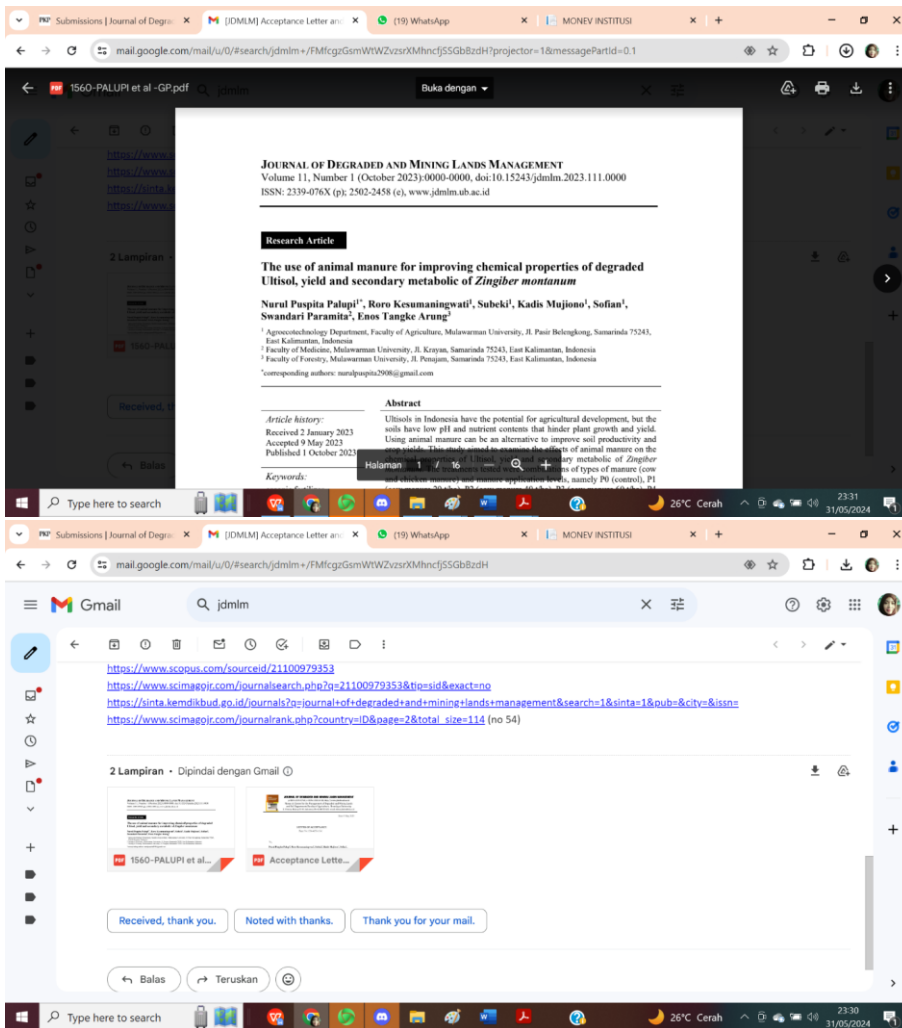 Submissions | Journal of Degra
[JDMLM] Acceptance Letter an
(19) WhatsApp
MONEV INSTITUSI
mail.google.com/mail/u/0/#search/jdmlm+/FMfcgzGsmWtWZvzsrXMhncfjSSGbBzdH?projector=1&messagePartId=0.1
1560-PALUPI et al -GP.pdf
jdmlm
Buka dengan
JOURNAL OF DEGRADED AND MINING LANDS MANAGEMENT
Volume 11, Number 1 (October 2023):0000-0000, doi:10.15243/jdmlm.2023.111.0000
ISSN: 2339-076X (p); 2502-2458 (e), www.jdmlm.ub.ac.id
https://www.s
https://www.s
https://sinta.ke
https://www.s
Research Article
2 Lampiran
The use of animal manure for improving chemical properties of degraded
Ultisol, yield and secondary metabolic of Zingiber montanum
Nurul Puspita Palupi1*, Roro Kesumaningwati1, Subeki1, Kadis Mujiono1, Sofian1,
Swandari Paramita2, Enos Tangke Arung3
1 Agroecotechnology Department, Faculty of Agriculture, Mulawarman University, Jl. Pasir Belengkong, Samarinda 75243,
East Kalimantan, Indonesia
2 Faculty of Medicine, Mulawarman University, Jl. Krayan, Samarinda 75243, East Kalimantan, Indonesia
3 Faculty of Forestry, Mulawarman University, Jl. Penajam, Samarinda 75243, East Kalimantan, Indonesia
*corresponding authors: nurulpuspita2908@gmail.com
1560-PALU
Received, th
Balas
Abstract
Article history:
Received 2 January 2023
Accepted 9 May 2023
Published 1 October 2023
Keywords:
Ultisols in Indonesia have the potential for agricultural development, but the
soils have low pH and nutrient contents that hinder plant growth and yield.
Using animal manure can be an alternative to improve soil productivity and
crop yields. This study aimed to examine the effects of animal manure on the
Halaman 1 / 16
Type here to search
26°C Cerah
23:31
31/05/2024
Submissions | Journal of Degra
[JDMLM] Acceptance Letter an
(19) WhatsApp
MONEV INSTITUSI
mail.google.com/mail/u/0/#search/jdmlm+/FMfcgzGsmWtWZvzsrXMhncfjSSGbBzdH
Gmail
jdmlm
https://www.scopus.com/sourceid/21100979353
https://www.scimagojr.com/journalsearch.php?q=21100979353&tip=sid&exact=no
https://sinta.kemdikbud.go.id/journals?q=journal+of+degraded+and+mining+lands+management&search=1&sinta=1&pub=&city=&issn=
https://www.scimagojr.com/journalrank.php?country=ID&page=2&total_size=114 (no 54)
2 Lampiran • Dipindai dengan Gmail
1560-PALUPI et al...
Acceptance Lette...
Received, thank you.
Noted with thanks.
Thank you for your mail.
Balas
Teruskan
Type here to search
26°C Cerah
23:30
31/05/2024